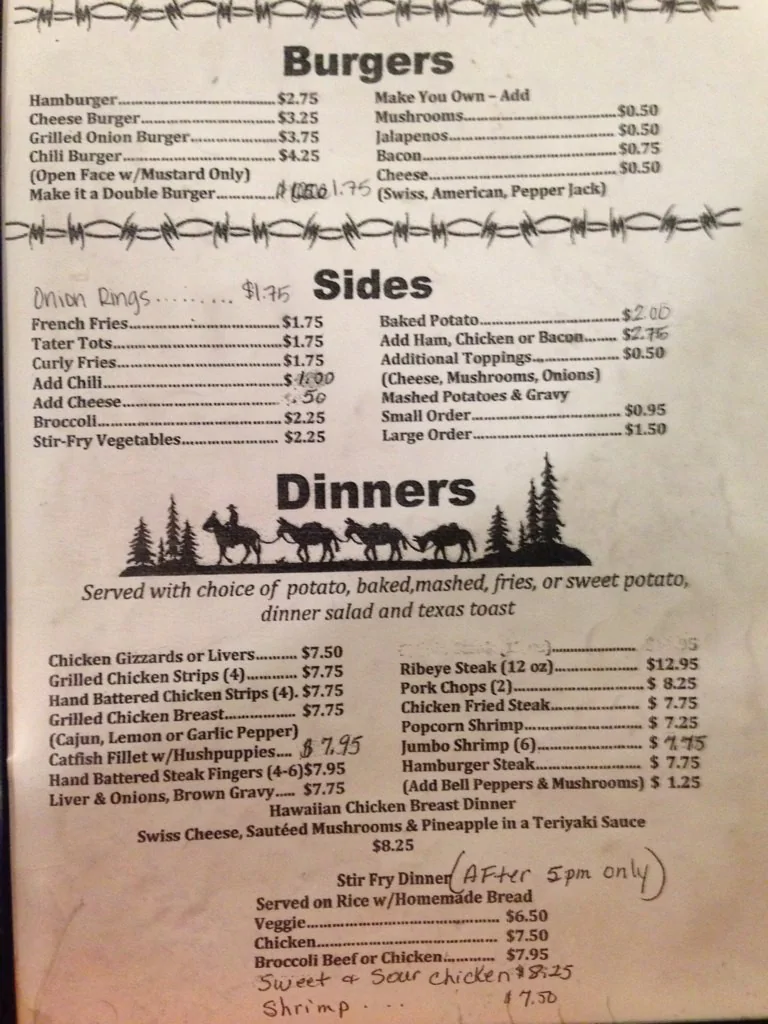 Burgers
Hamburger............................ $2.75
Cheese Burger........................ $3.25
Grilled Onion Burger................. $3.75
Chili Burger......................... $4.25
(Open Face w/Mustard Only)
Make it a Double Burger.............. 1.75
Make You Own – Add
Mushrooms............................ $0.50
Jalapenos............................ $0.50
Bacon................................ $0.75
Cheese............................... $0.50
(Swiss, American, Pepper Jack)
Onion Rings.......... $1.75
Sides
French Fries......................... $1.75
Tater Tots........................... $1.75
Curly Fries.......................... $1.75
Add Chili............................ $1.00
Add Cheese........................... .50
Broccoli............................. $2.25
Stir-Fry Vegetables.................. $2.25
Baked Potato......................... $2.00
Add Ham, Chicken or Bacon....... $2.75
Additional Toppings.................. $0.50
(Cheese, Mushrooms, Onions)
Mashed Potatoes & Gravy
Small Order.......................... $0.95
Large Order.......................... $1.50
Dinners
Served with choice of potato, baked,mashed, fries, or sweet potato,
dinner salad and texas toast
Chicken Gizzards or Livers.......... $7.50
Grilled Chicken Strips (4)............ $7.75
Hand Battered Chicken Strips (4). $7.75
Grilled Chicken Breast................ $7.75
(Cajun, Lemon or Garlic Pepper)
Catfish Fillet w/Hushpuppies.... $7.95
Hand Battered Steak Fingers (4-6)$7.95
Liver & Onions, Brown Gravy..... $7.75
Ribeye Steak (12 oz)................. $12.95
Pork Chops (2)....................... $ 8.25
Chicken Fried Steak.................. $ 7.75
Popcorn Shrimp....................... $ 7.25
Jumbo Shrimp (6)..................... $ 7.75
Hamburger Steak...................... $ 7.75
(Add Bell Peppers & Mushrooms) $ 1.25
Hawaiian Chicken Breast Dinner
Swiss Cheese, Sautéed Mushrooms & Pineapple in a Teriyaki Sauce
$8.25
Stir Fry Dinner (After 5pm only)
Served on Rice w/Homemade Bread
Veggie............................... $6.50
Chicken.............................. $7.50
Broccoli Beef or Chicken............. $7.95
Sweet & Sour chicken $8.25
Shrimp . . . $7.50